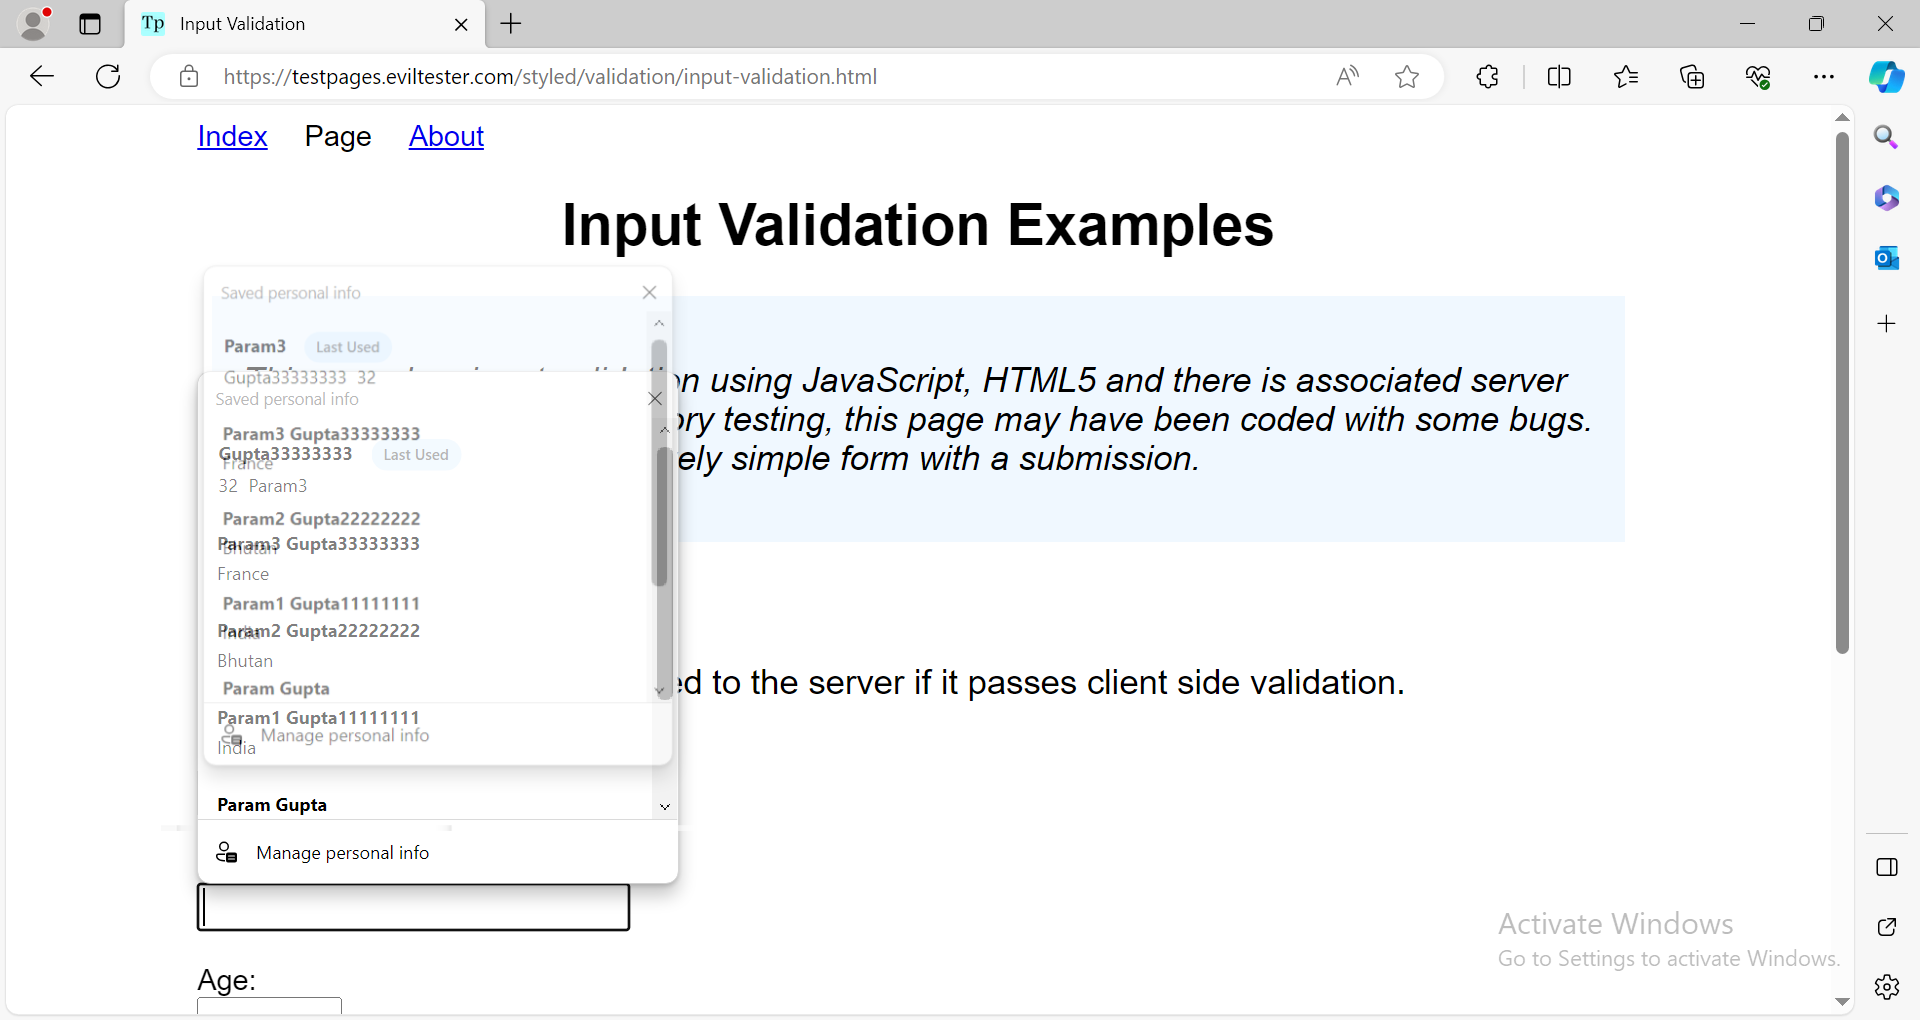 Tp Input Validation
https://testpages.eviltester.com/styled/validation/input-validation.html
Index Page About
Input Validation Examples
Saved personal info
Param3 Last Used
Gupta33333333 32
n using JavaScript, HTML5 and there is associated server
Saved personal info
ory testing, this page may have been coded with some bugs.
Param3 Gupta33333333
Gupta33333333 Last Used
France
ely simple form with a submission.
32 Param3
Param2 Gupta22222222
Param3 Gupta33333333
Bhutan
France
Param1 Gupta11111111
Param2 Gupta22222222
India
Bhutan
Param Gupta
ed to the server if it passes client side validation.
Param1 Gupta11111111
Manage personal info
India
Param Gupta
Manage personal info
Age:
Activate Windows
Go to Settings to activate Windows.